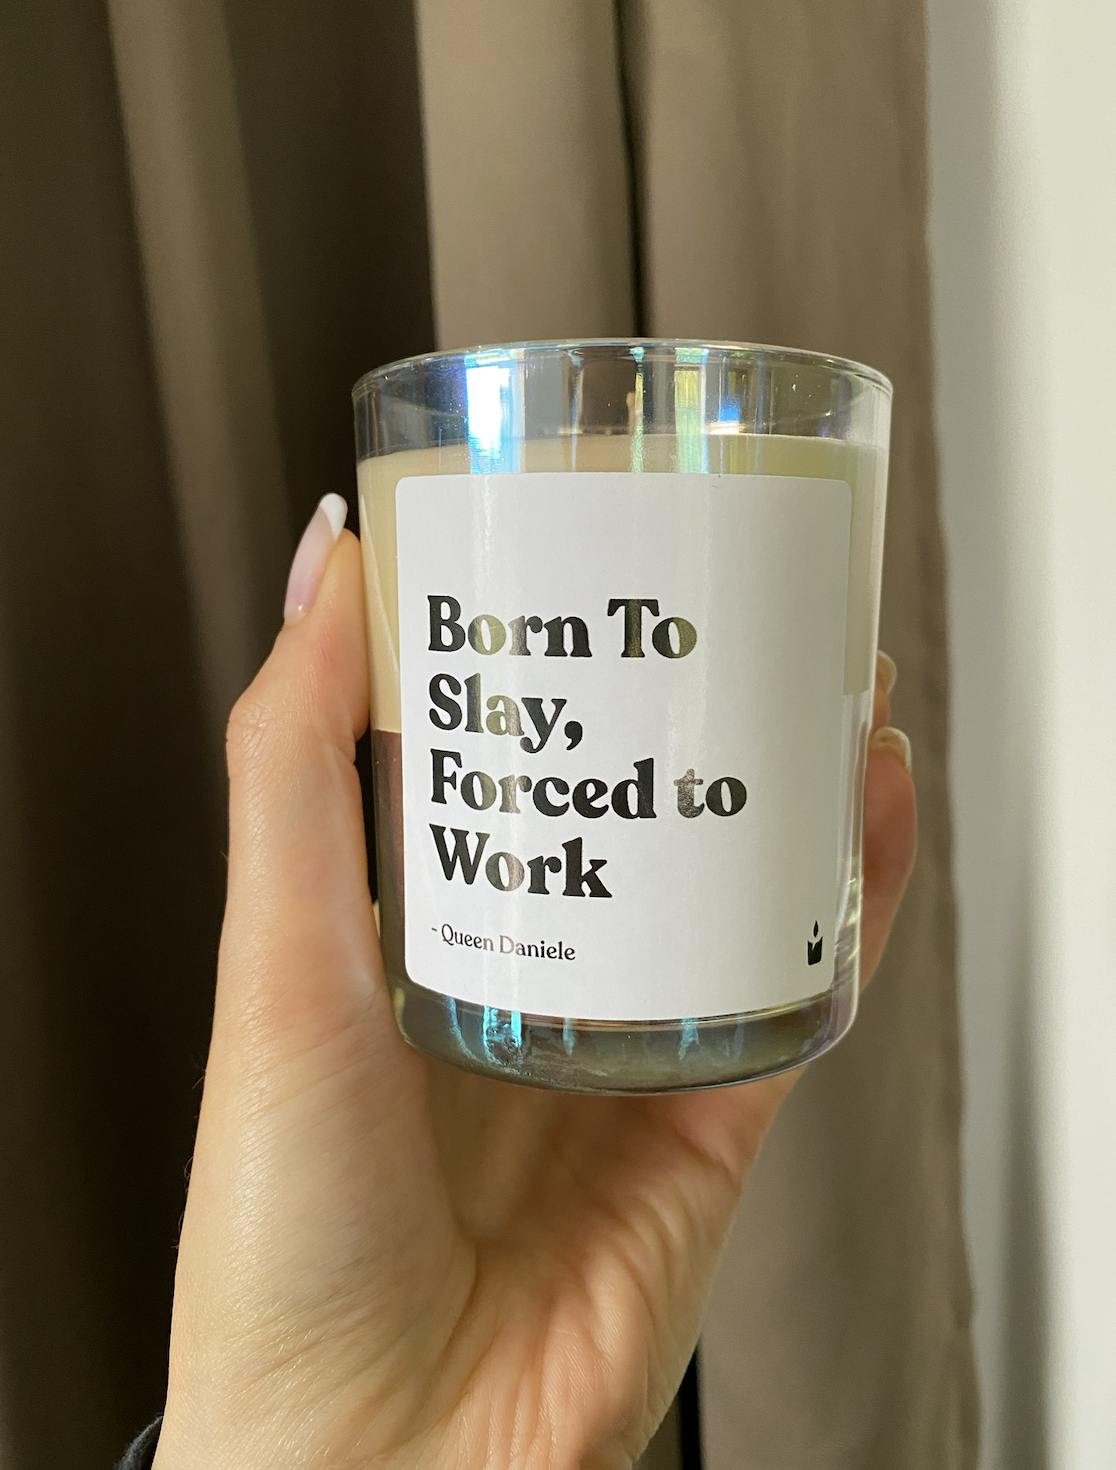 Born To
Slay,
Forced to
Work
- Queen Daniele